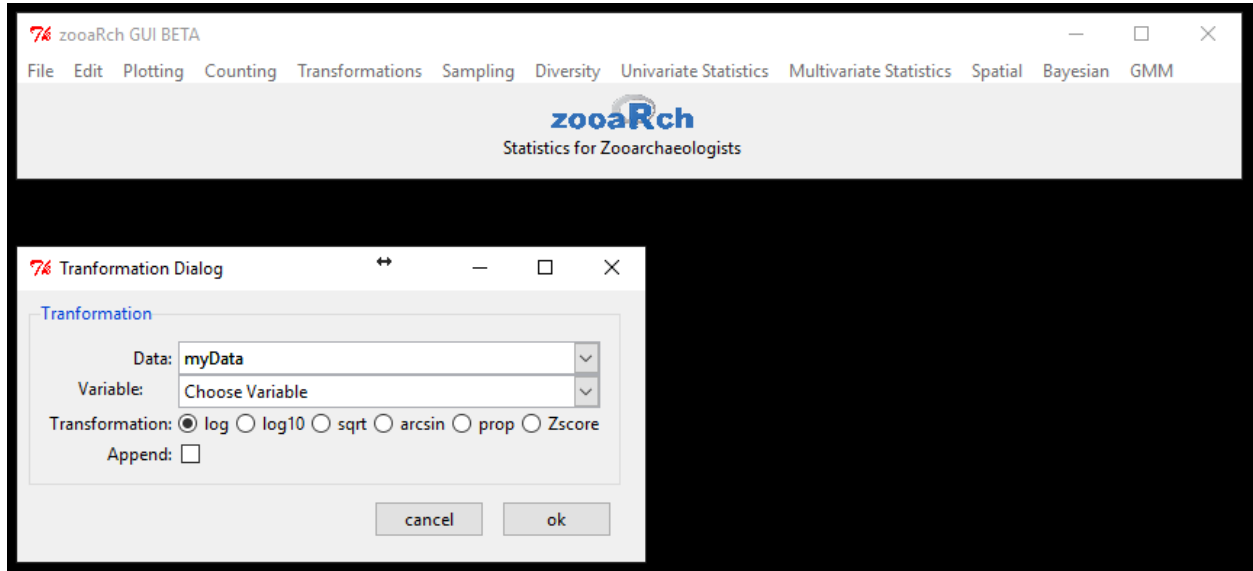 7k zooaRch GUI BETA
File Edit Plotting Counting Transformations Sampling Diversity Univariate Statistics Multivariate Statistics Spatial Bayesian GMM
zooaRch
Statistics for Zooarchaeologists
7k Tranformation Dialog
Tranformation
Data: myData
Variable: Choose Variable
Transformation: log log10 sqrt arcsin prop Zscore
Append:
cancel ok